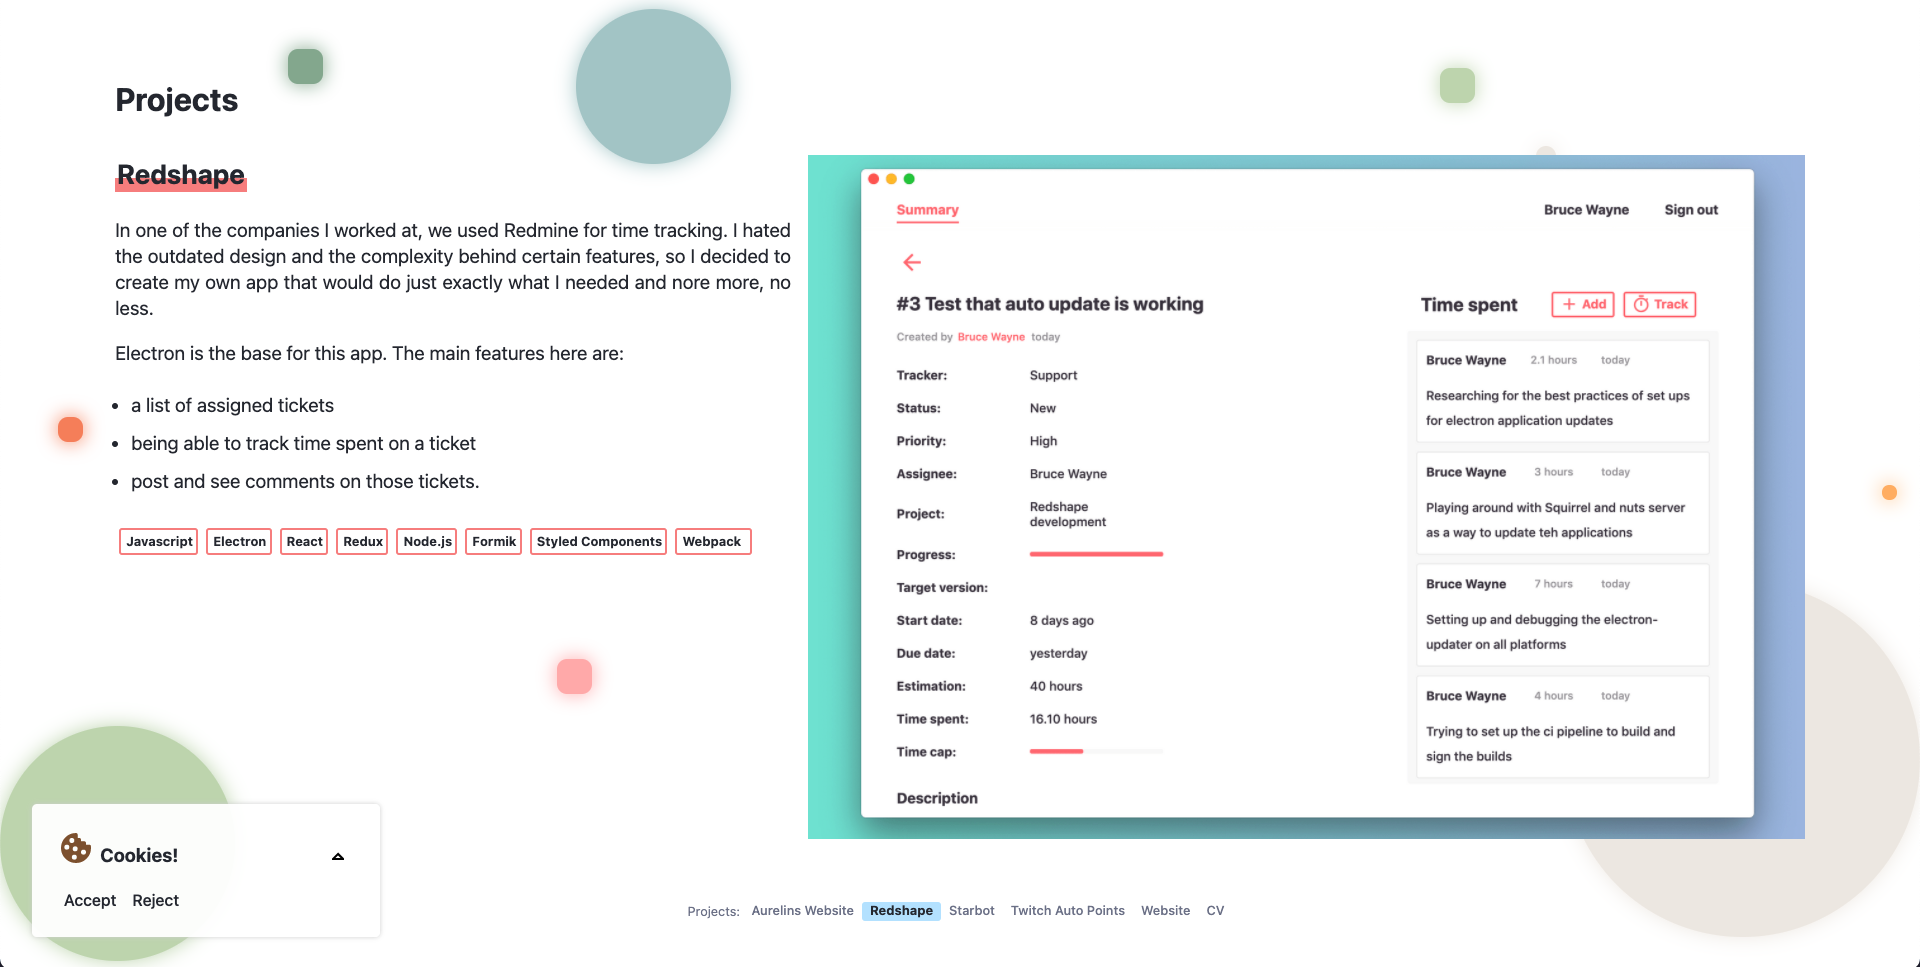 Projects
Redshape
In one of the companies I worked at, we used Redmine for time tracking. I hated
the outdated design and the complexity behind certain features, so I decided to
create my own app that would do just exactly what I needed and nore more, no
less.
Electron is the base for this app. The main features here are:
a list of assigned tickets
being able to track time spent on a ticket
post and see comments on those tickets.
Javascript Electron React Redux Node.js Formik Styled Components Webpack
Summary Bruce Wayne Sign out
#3 Test that auto update is working
Created by Bruce Wayne today
Tracker: Support
Status: New
Priority: High
Assignee: Bruce Wayne
Project: Redshape
development
Progress:
Target version:
Start date: 8 days ago
Due date: yesterday
Estimation: 40 hours
Time spent: 16.10 hours
Time cap:
Description
Time spent + Add Track
Bruce Wayne 2.1 hours today
Researching for the best practices of set ups
for electron application updates
Bruce Wayne 3 hours today
Playing around with Squirrel and nuts server
as a way to update teh applications
Bruce Wayne 7 hours today
Setting up and debugging the electron-
updater on all platforms
Bruce Wayne 4 hours today
Trying to set up the ci pipeline to build and
sign the builds
Cookies!
Accept Reject
Projects: Aurelins Website Redshape Starbot Twitch Auto Points Website CV